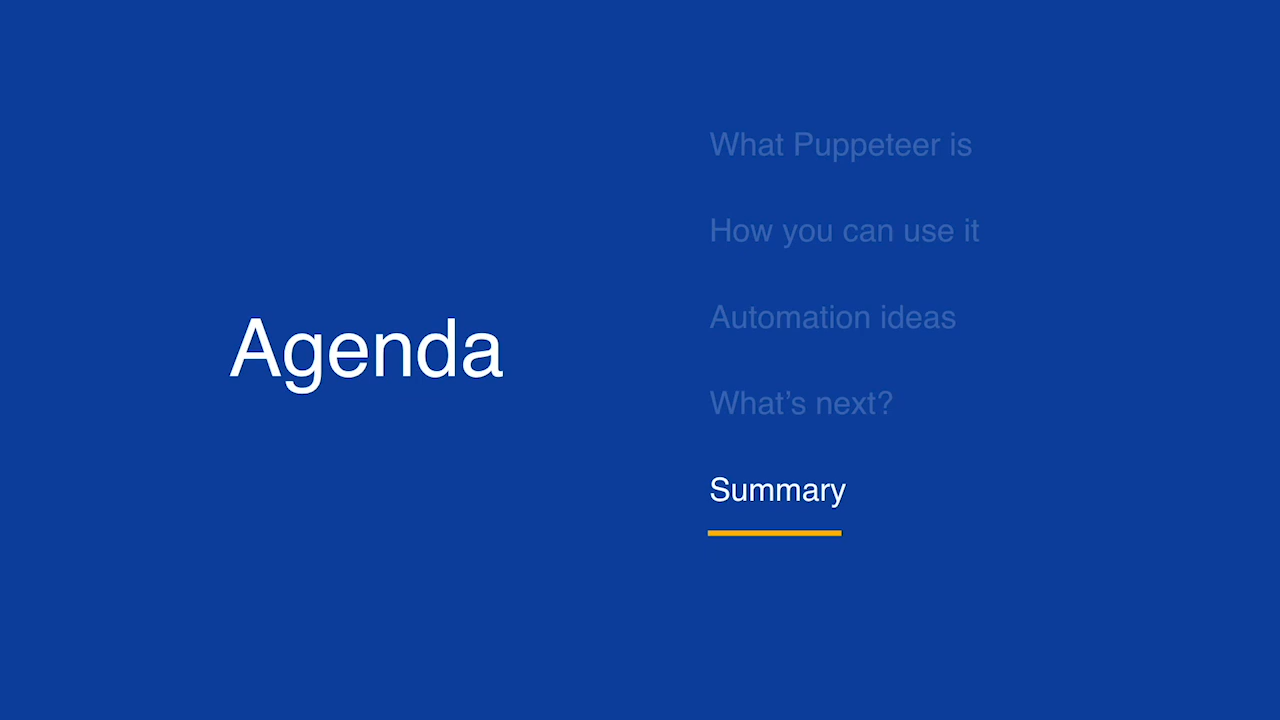 Agenda
What Puppeteer is
How you can use it
Automation ideas
What’s next?
Summary